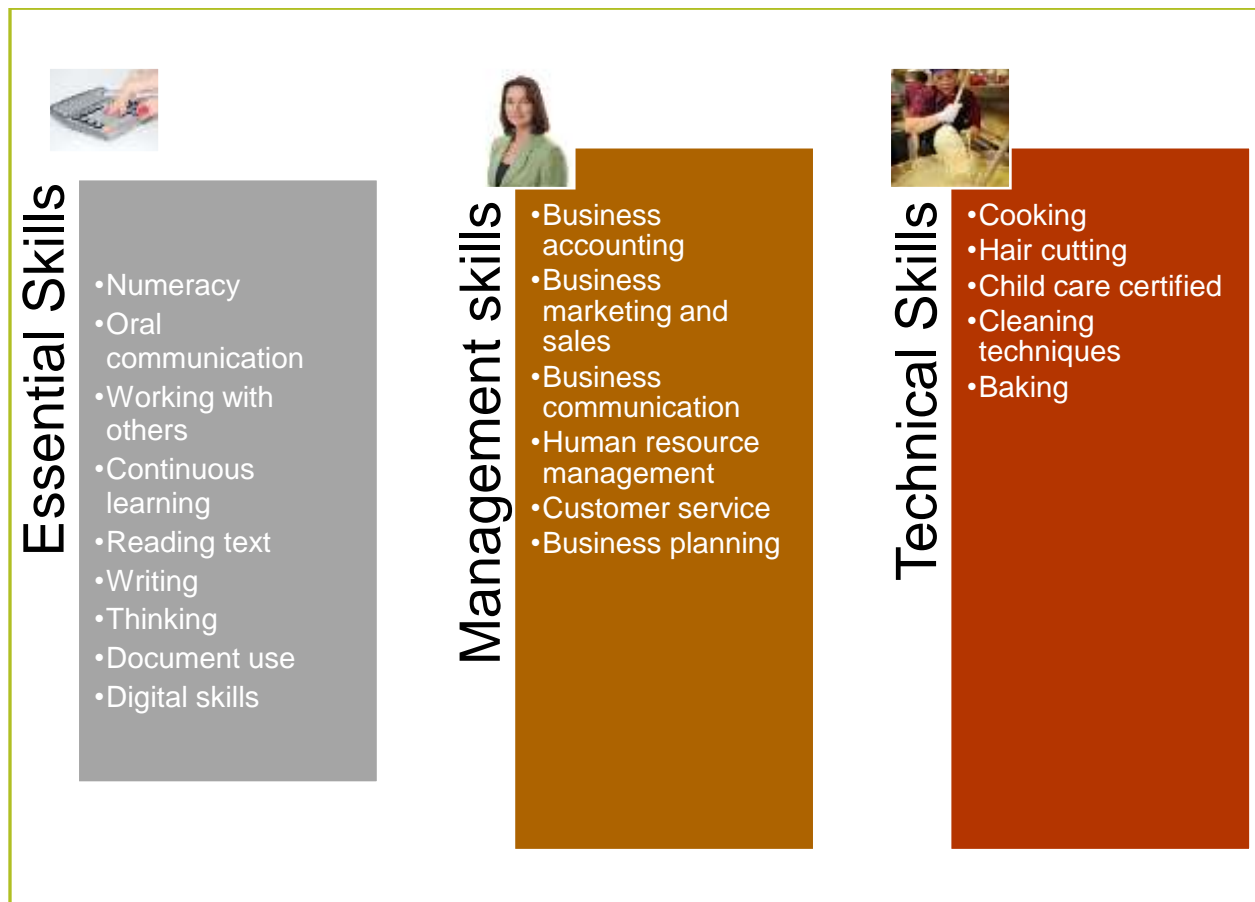 Essential Skills
•Numeracy
•Oral
communication
•Working with
others
•Continuous
learning
•Reading text
•Writing
•Thinking
•Document use
•Digital skills
Management skills
•Business
accounting
•Business
marketing and
sales
•Business
communication
•Human resource
management
•Customer service
•Business planning
Technical Skills
•Cooking
•Hair cutting
•Child care certified
•Cleaning
techniques
•Baking